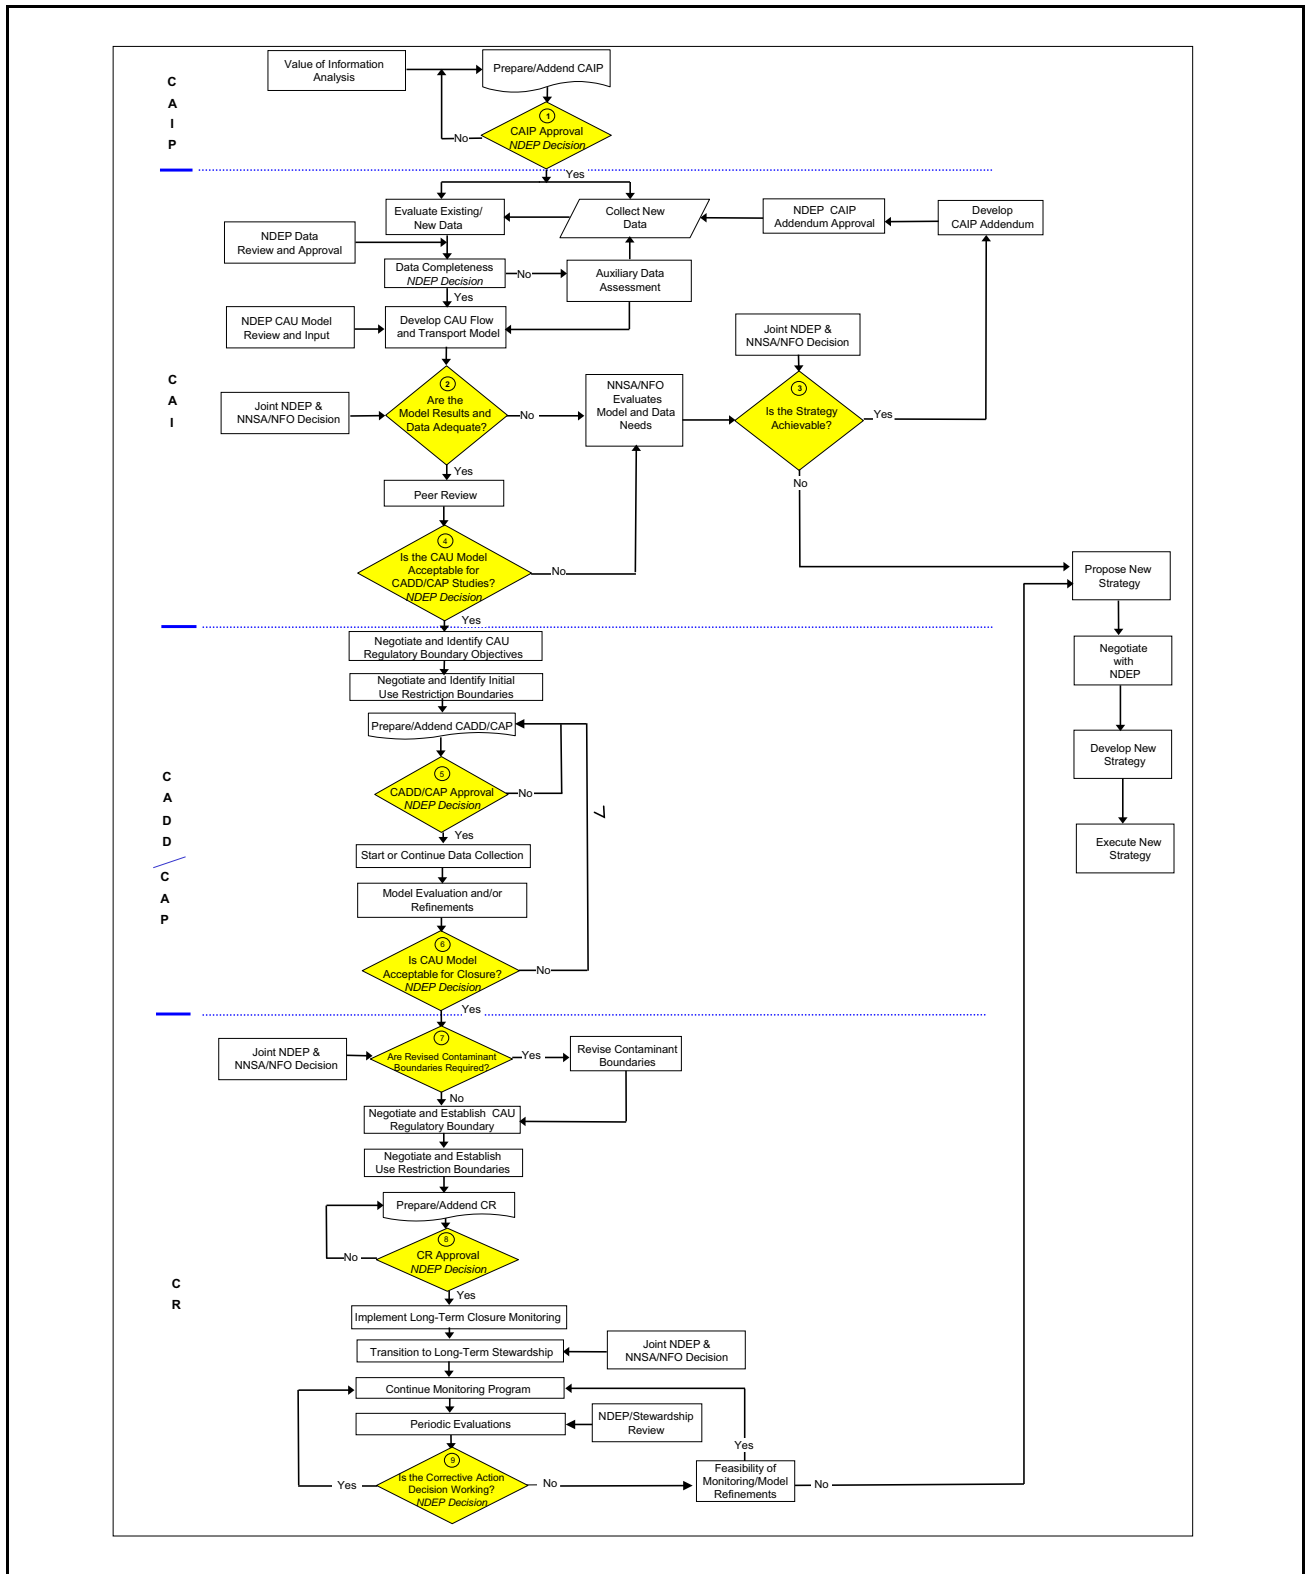 Value of Information
Analysis
Prepare/Addend CAIP
C
A
I
P
1
CAIP Approval
NDEP Decision
No
Yes
Evaluate Existing/
New Data
Collect New
Data
NDEP CAIP
Addendum Approval
Develop
CAIP Addendum
NDEP Data
Review and Approval
Data Completeness
NDEP Decision
No
Auxiliary Data
Assessment
Yes
NDEP CAU Model
Review and Input
Develop CAU Flow
and Transport Model
Joint NDEP &
NNSA/NFO Decision
C
A
I
Joint NDEP &
NNSA/NFO Decision
2
Are the
Model Results and
Data Adequate?
No
NNSA/NFO
Evaluates
Model and Data
Needs
3
Is the Strategy
Achievable?
Yes
Yes
No
Peer Review
4
Is the CAU Model
Acceptable for
CADD/CAP Studies?
NDEP Decision
No
Yes
Propose New
Strategy
Negotiate and Identify CAU
Regulatory Boundary Objectives
Negotiate
with
NDEP
Negotiate and Identify Initial
Use Restriction Boundaries
Prepare/Addend CADD/CAP
Develop New
Strategy
C
A
D
D
/
C
A
P
5
CADD/CAP Approval
NDEP Decision
No
Yes
Execute New
Strategy
Start or Continue Data Collection
Model Evaluation and/or
Refinements
6
Is CAU Model
Acceptable for Closure?
NDEP Decision
No
Yes
Joint NDEP &
NNSA/NFO Decision
7
Are Revised Contaminant
Boundaries Required?
Yes
Revise Contaminant
Boundaries
No
Negotiate and Establish CAU
Regulatory Boundary
Negotiate and Establish
Use Restriction Boundaries
Prepare/Addend CR
8
CR Approval
NDEP Decision
No
Yes
C
R
Implement Long-Term Closure Monitoring
Transition to Long-Term Stewardship
Joint NDEP &
NNSA/NFO Decision
Continue Monitoring Program
Periodic Evaluations
NDEP/Stewardship
Review
Yes
9
Is the Corrective Action
Decision Working?
NDEP Decision
Yes
No
Feasibility of
Monitoring/Model
Refinements
No